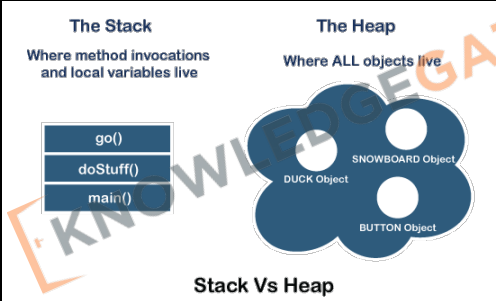 The Stack
Where method invocations
and local variables live
go()
doStuff()
main()
The Heap
Where ALL objects live
DUCK Object
SNOWBOARD Object
BUTTON Object
KNOWLEDGEGA
Stack Vs Heap